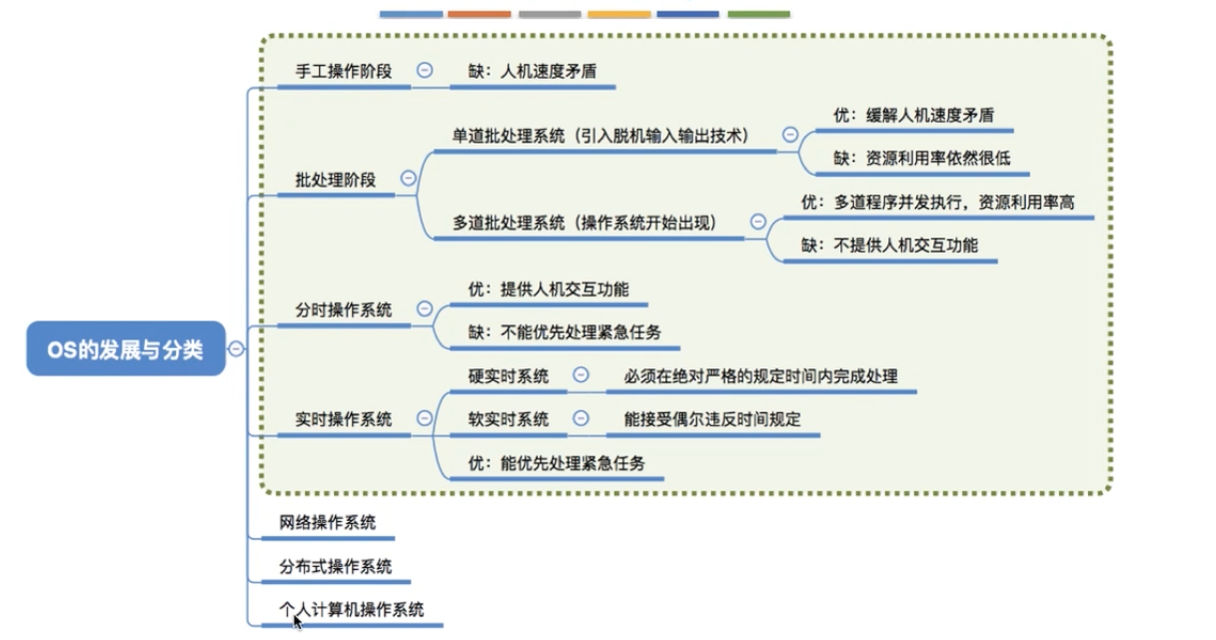 手工操作阶段
缺：人机速度矛盾
批处理阶段
单道批处理系统（引入脱机输入输出技术）
优：缓解人机速度矛盾
缺：资源利用率依然很低
多道批处理系统（操作系统开始出现）
优：多道程序并发执行，资源利用率高
缺：不提供人机交互功能
OS的发展与分类
分时操作系统
优：提供人机交互功能
缺：不能优先处理紧急任务
实时操作系统
硬实时系统
必须在绝对严格的规定时间内完成处理
软实时系统
能接受偶尔违反时间规定
优：能优先处理紧急任务
网络操作系统
分布式操作系统
个人计算机操作系统